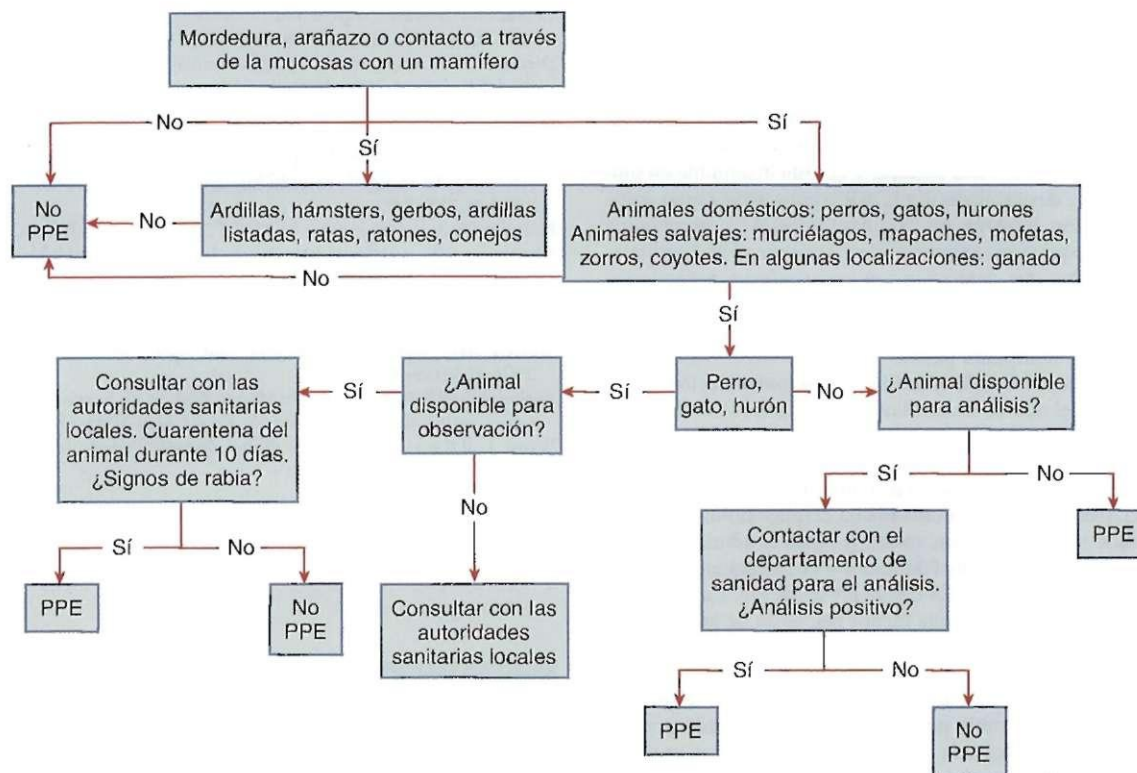 Mordedura, arañazo o contacto a través
de la mucosas con un mamífero
No
Sí
Sí
No
PPE
No
Ardillas, hámsters, gerbos, ardillas
listadas, ratas, ratones, conejos
Animales domésticos: perros, gatos, hurones
Animales salvajes: murciélagos, mapaches, mofetas,
zorros, coyotes. En algunas localizaciones: ganado
No
Sí
Consultar con las
autoridades sanitarias
locales. Cuarentena del
animal durante 10 días.
¿Signos de rabia?
Sí
¿Animal
disponible para
observación?
Sí
Perro,
gato, hurón
No
¿Animal disponible
para análisis?
Sí
No
No
Contactar con el
departamento de
sanidad para el análisis.
¿Análisis positivo?
PPE
Sí
No
PPE
No
PPE
Consultar con las
autoridades
sanitarias locales
Sí
No
PPE
No
PPE